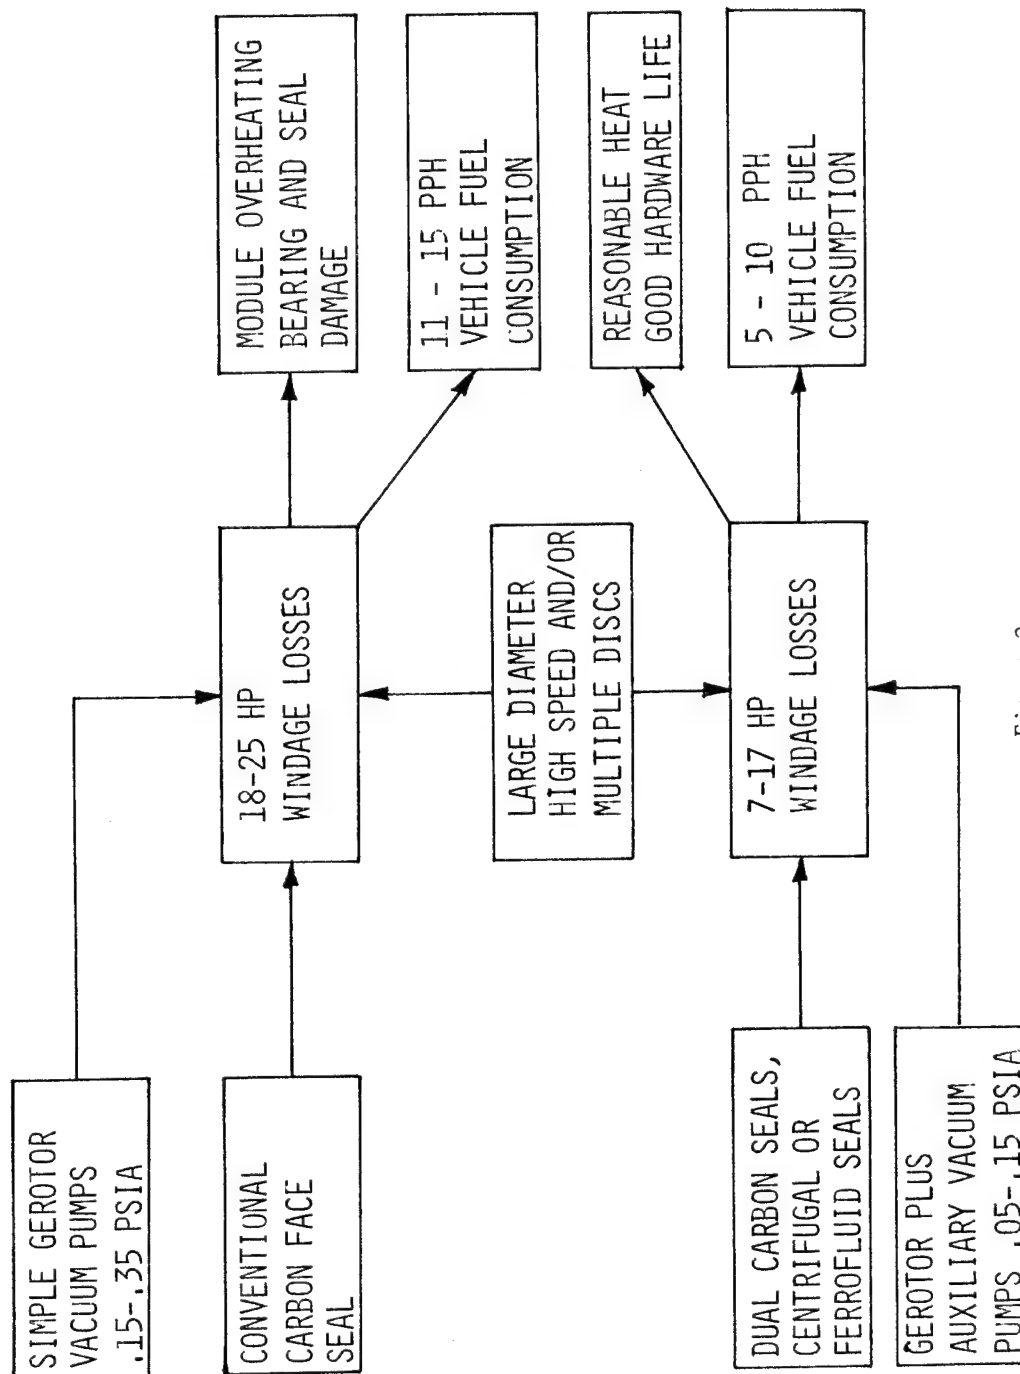 SIMPLE GEROTOR
VACUUM PUMPS
.15-.35 PSIA
CONVENTIONAL
CARBON FACE
SEAL
DUAL CARBON SEALS,
CENTRIFUGAL OR
FERROFLUID SEALS
GEROTOR PLUS
AUXILIARY VACUUM
PUMPS .05-.15 PSIA
18-25 HP
WINDAGE LOSSES
LARGE DIAMETER
HIGH SPEED AND/OR
MULTIPLE DISCS
7-17 HP
WINDAGE LOSSES
MODULE OVERHEATING
BEARING AND SEAL
DAMAGE
11 - 15 PPH
VEHICLE FUEL
CONSUMPTION
REASONABLE HEAT
GOOD HARDWARE LIFE
5 - 10 PPH
VEHICLE FUEL
CONSUMPTION